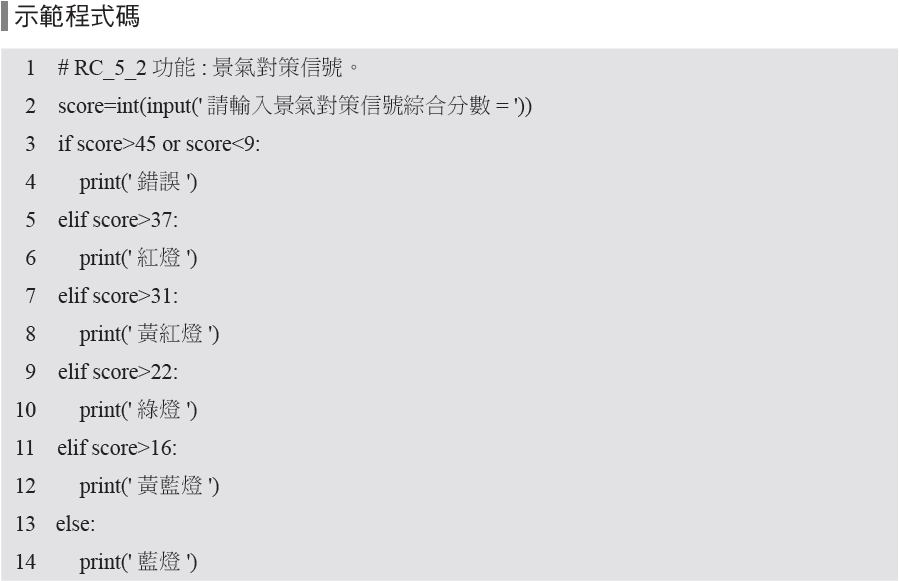 示範程式碼
1 # RC_5_2 功能 : 景氣對策信號。
2 score=int(input(' 請輸入景氣對策信號綜合分數 = '))
3 if score>45 or score<9:
4 print(' 錯誤 ')
5 elif score>37:
6 print(' 紅燈 ')
7 elif score>31:
8 print(' 黃紅燈 ')
9 elif score>22:
10 print(' 綠燈 ')
11 elif score>16:
12 print(' 黃藍燈 ')
13 else:
14 print(' 藍燈 ')